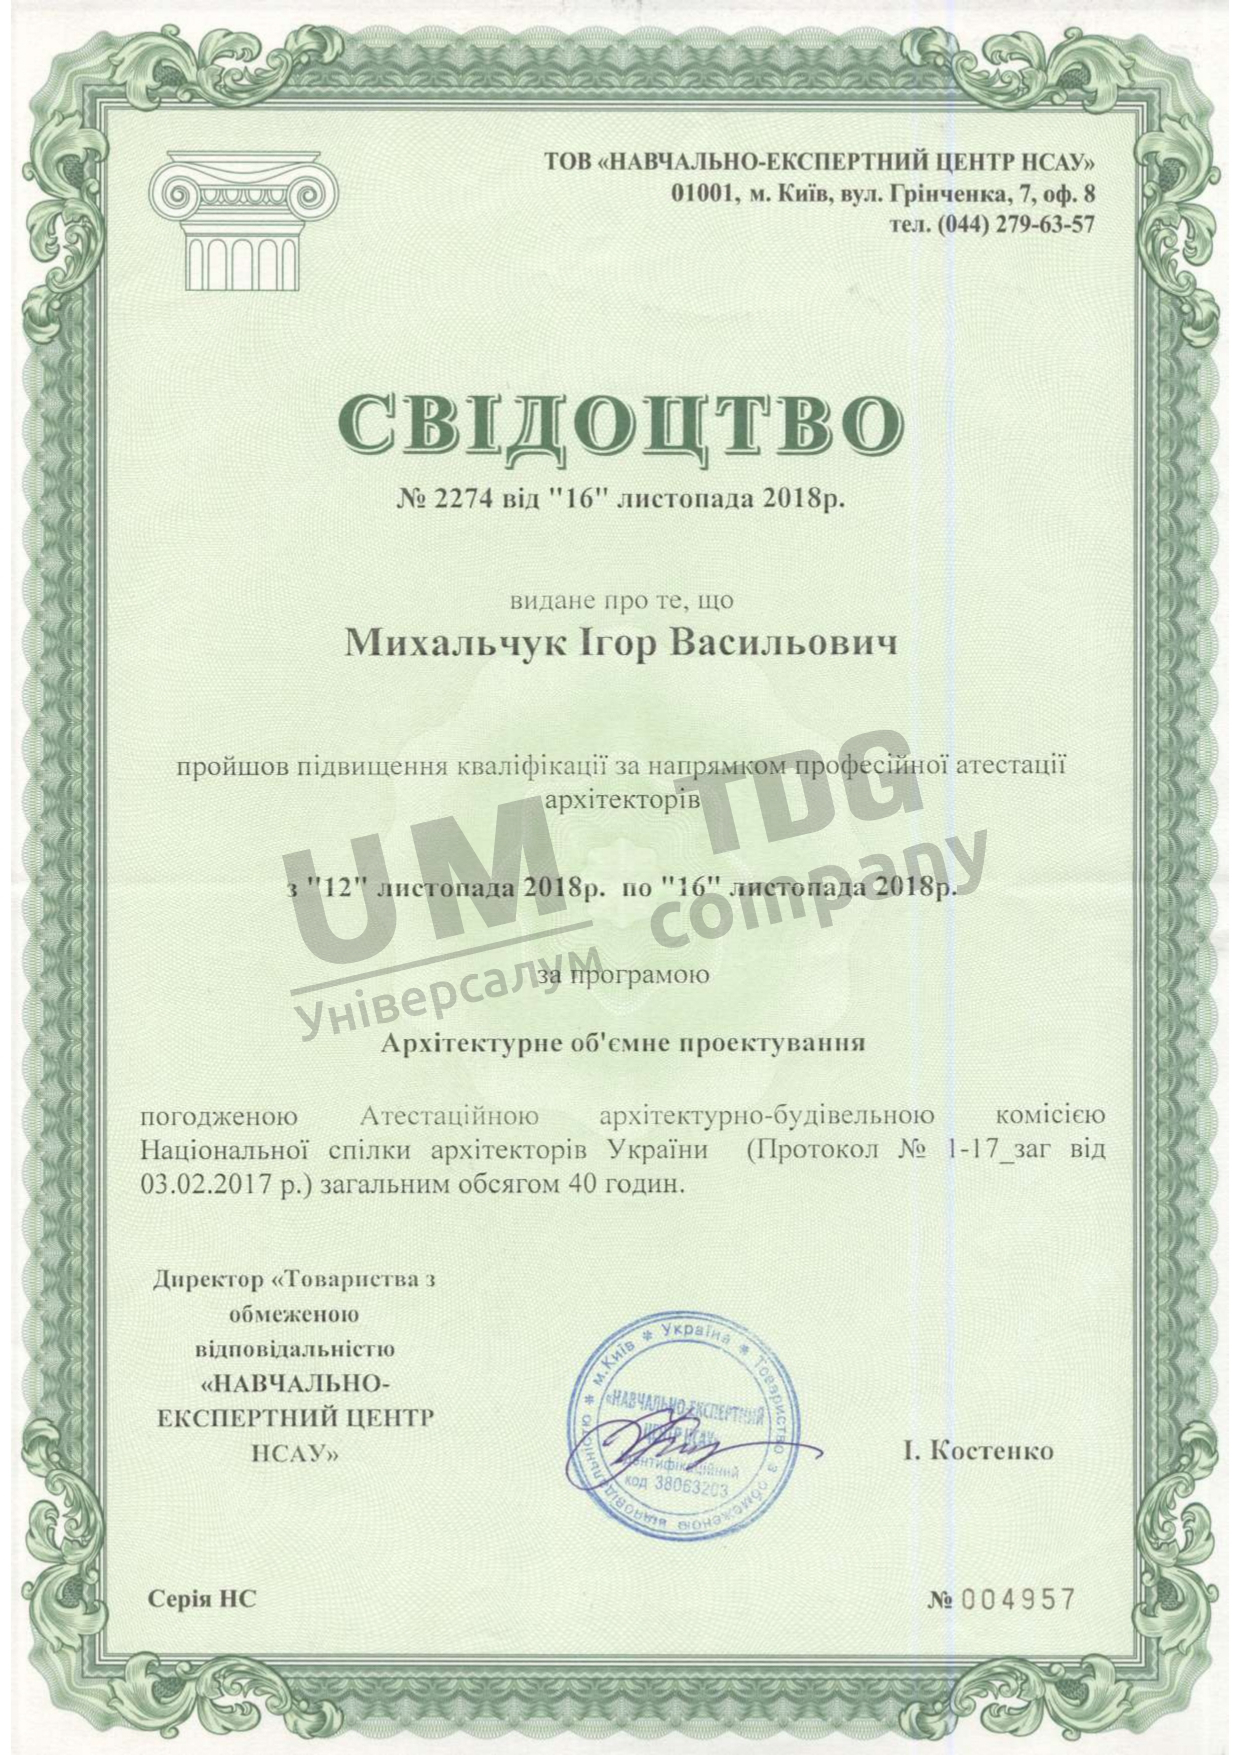 ТОВ «НАВЧАЛЬНО-ЕКСПЕРТНИЙ ЦЕНТР НСАУ»
01001, м. Київ, вул. Грінченка, 7, оф. 8
тел. (044) 279-63-57
СВІДОЦТВО
№ 2274 від "16" листопада 2018р.
видане про те, що
Михальчук Ігор Васильович
пройшов підвищення кваліфікації за напрямком професійної атестації
архітекторів
UM TDG
Універсалум company
з "12" листопада 2018р. по "16" листопада 2018р.
за програмою
Архітектурне об'ємне проектування
погодженою Атестаційною архітектурно-будівельною комісією
Національної спілки архітекторів України (Протокол № 1-17_заг від
03.02.2017 р.) загальним обсягом 40 годин.
Директор «Товариства з
обмеженою
відповідальністю
«НАВЧАЛЬНО-
ЕКСПЕРТНИЙ ЦЕНТР
НСАУ»
м.Київ * Україна * Товариство з обмеженою відповідальністю *
«НАВЧАЛЬНО-ЕКСПЕРТНИЙ
ЦЕНТР НСАУ»
ідентифікаційний
код 38063203
І. Костенко
Серія НС
№ 004957